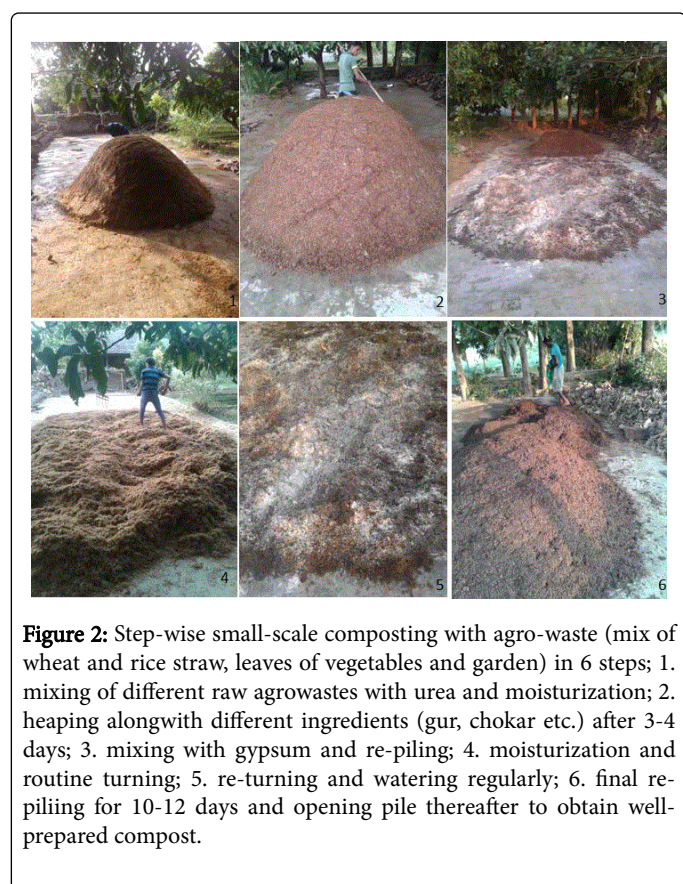 1
2
3
4
5
6
Figure 2: Step-wise small-scale composting with agro-waste (mix of
wheat and rice straw, leaves of vegetables and garden) in 6 steps; 1.
mixing of different raw agrowastes with urea and moisturization; 2.
heaping alongwith different ingredients (gur, chokar etc.) after 3-4
days; 3. mixing with gypsum and re-piling; 4. moisturization and
routine turning; 5. re-turning and watering regularly; 6. final re-
piliing for 10-12 days and opening pile thereafter to obtain well-
prepared compost.